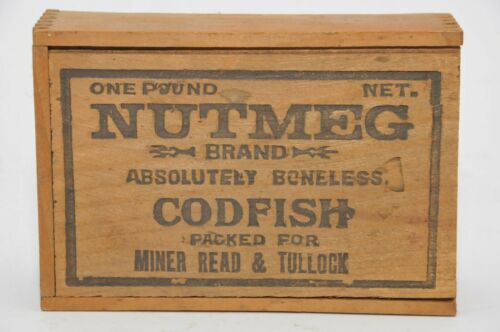 ONE POUND NET.
NUTMEG
BRAND
ABSOLUTELY BONELESS
CODFISH
PACKED FOR
MINER READ & TULLOCK